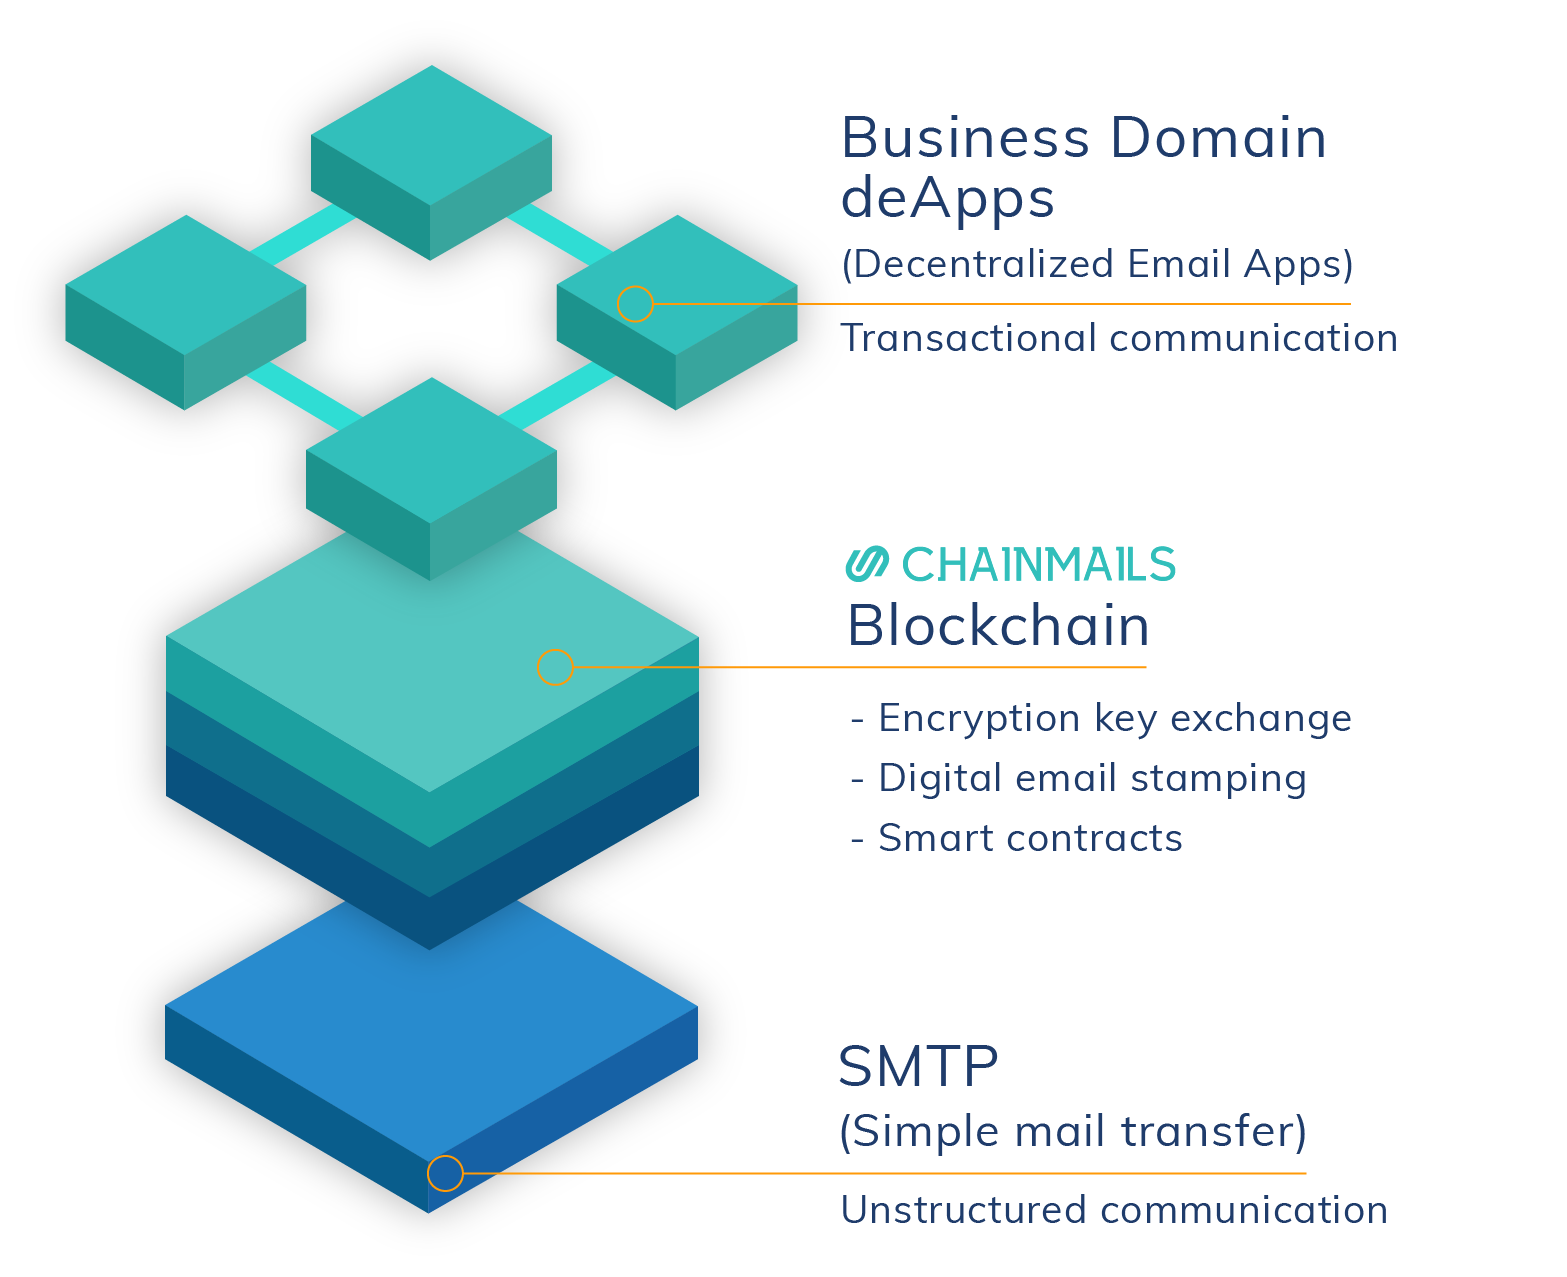 Business Domain
deApps
(Decentralized Email Apps)
Transactional communication
CHAINMAILS
Blockchain
- Encryption key exchange
- Digital email stamping
- Smart contracts
SMTP
(Simple mail transfer)
Unstructured communication